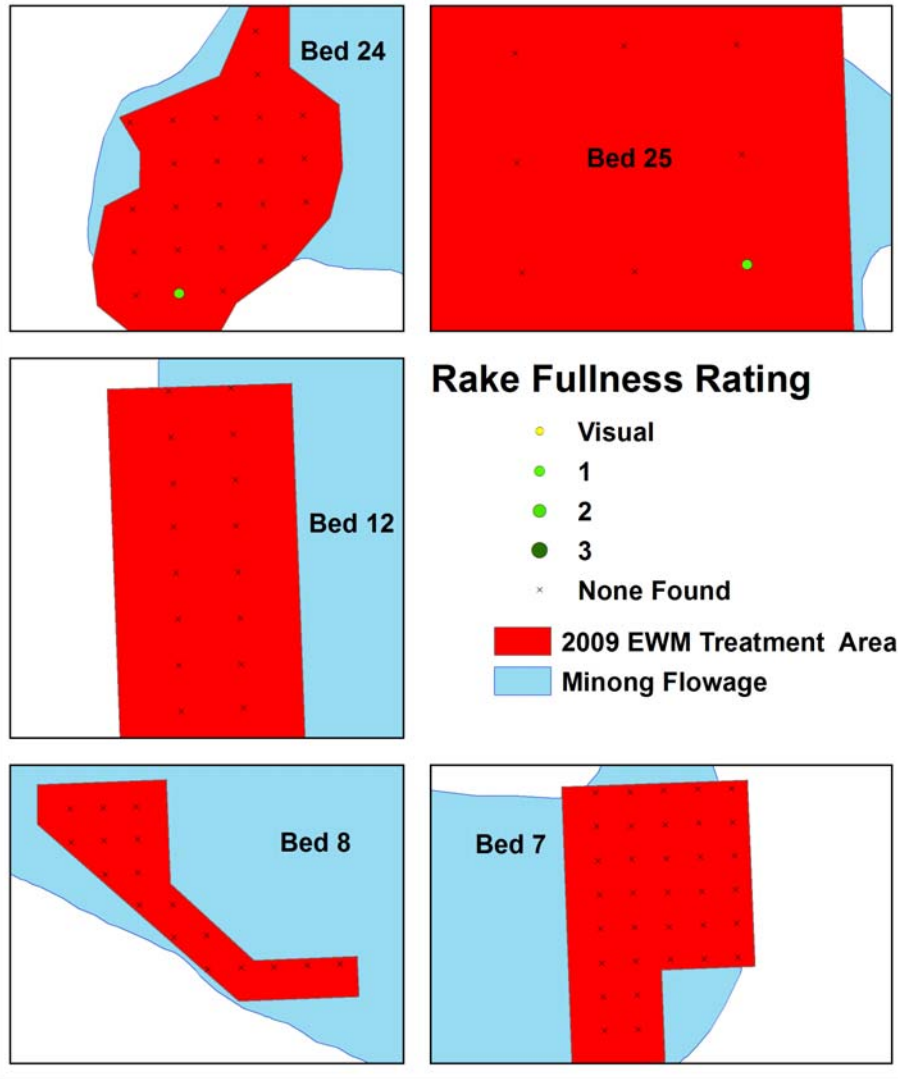 Bed 24
Bed 25
Rake Fullness Rating
Visual
1
2
3
None Found
2009 EWM Treatment Area
Minong Flowage
Bed 12
Bed 8
Bed 7